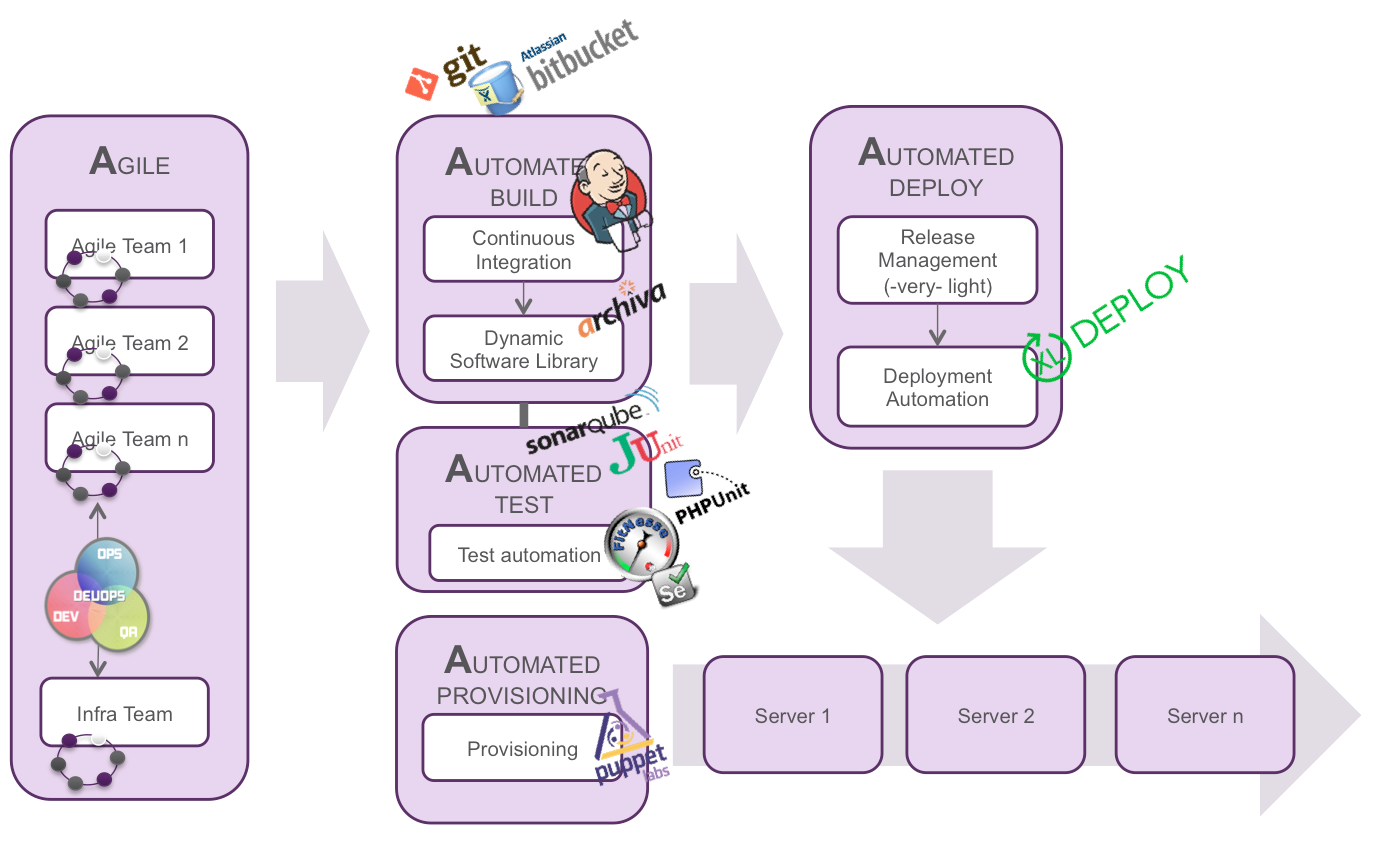 git
Atlassian
bitbucket
AGILE
Agile Team 1
Agile Team 2
Agile Team n
OPS
DEVOPS
DEV
QA
Infra Team
AUTOMATED
BUILD
Continuous
Integration
archiva
Dynamic
Software Library
sonarqube
JUnit
AUTOMATED
TEST
PHPUnit
Test automation
FitNesse
Se
AUTOMATED
PROVISIONING
Provisioning
puppet
labs
AUTOMATED
DEPLOY
Release
Management
(-very- light)
XL DEPLOY
Deployment
Automation
Server 1
Server 2
Server n